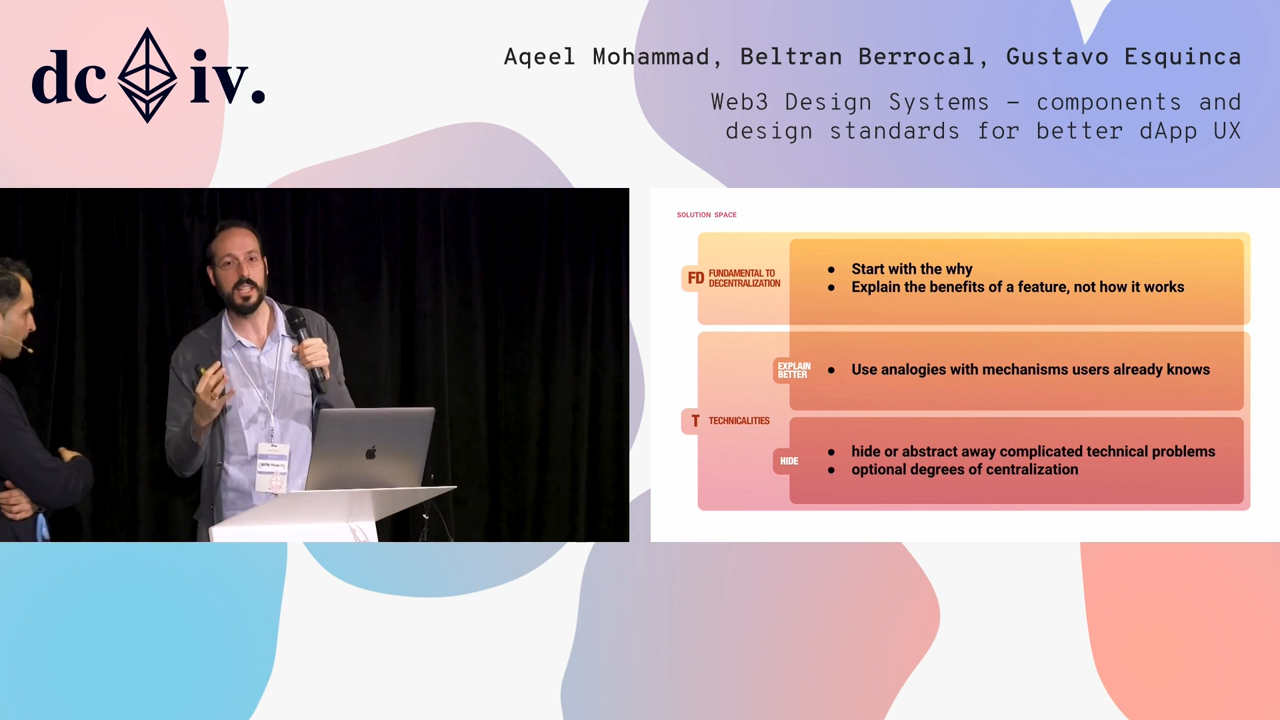 dc iv.
Aqeel Mohammad, Beltran Berrocal, Gustavo Esquinca
Web3 Design Systems – components and
design standards for better dApp UX
SOLUTION SPACE
FD FUNDAMENTAL TO
DECENTRALIZATION
● Start with the why
● Explain the benefits of a feature, not how it works
EXPLAIN
BETTER
● Use analogies with mechanisms users already knows
T TECHNICALITIES
HIDE
● hide or abstract away complicated technical problems
● optional degrees of centralization